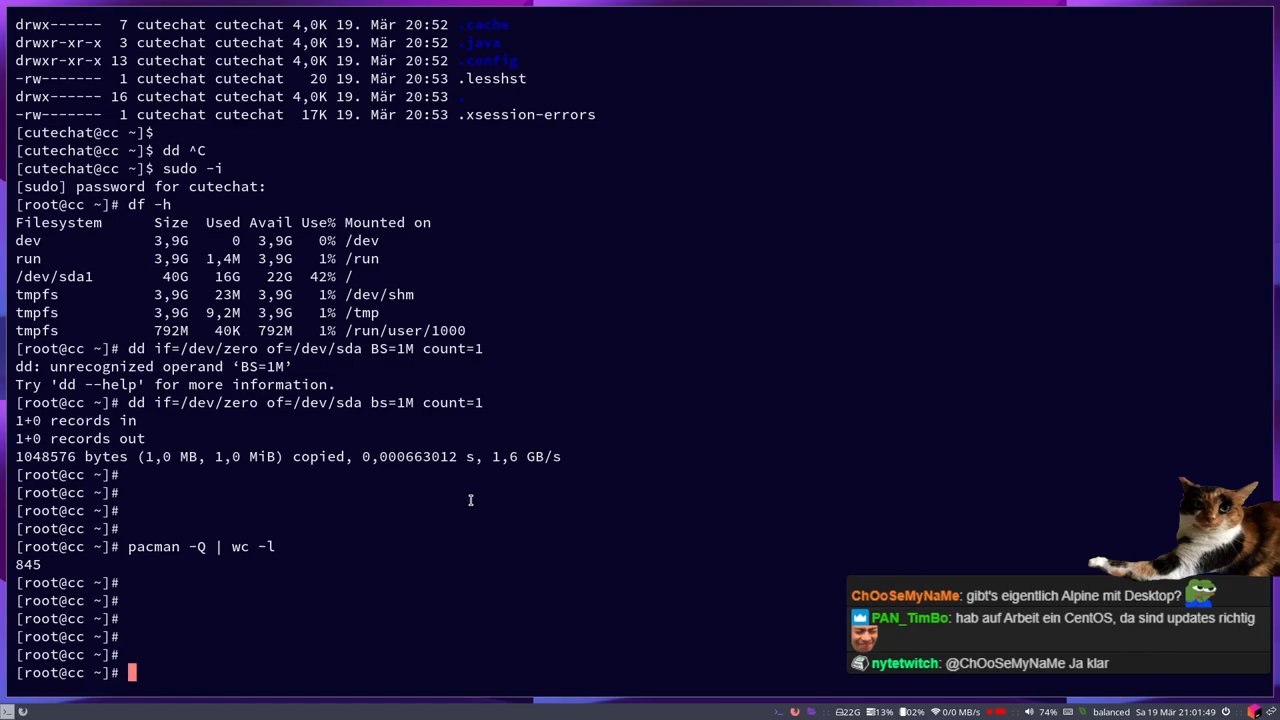 drwx------  7 cutechat cutechat 4,0K 19. Mär 20:52 .cache
drwxr-xr-x  3 cutechat cutechat 4,0K 19. Mär 20:52 .java
drwxr-xr-x 13 cutechat cutechat 4,0K 19. Mär 20:52 .config
-rw-------  1 cutechat cutechat   20 19. Mär 20:53 .lesshst
drwx------ 16 cutechat cutechat 4,0K 19. Mär 20:53 .
-rw-------  1 cutechat cutechat  17K 19. Mär 20:53 .xsession-errors
[cutechat@cc ~]$
[cutechat@cc ~]$ dd ^C
[cutechat@cc ~]$ sudo -i
[sudo] password for cutechat:
[root@cc ~]# df -h
Filesystem      Size  Used Avail Use% Mounted on
dev             3,9G     0  3,9G   0% /dev
run             3,9G  1,4M  3,9G   1% /run
/dev/sda1        40G   16G   22G  42% /
tmpfs           3,9G   23M  3,9G   1% /dev/shm
tmpfs           3,9G  9,2M  3,9G   1% /tmp
tmpfs           792M   40K  792M   1% /run/user/1000
[root@cc ~]# dd if=/dev/zero of=/dev/sda BS=1M count=1
dd: unrecognized operand ‘BS=1M’
Try 'dd --help' for more information.
[root@cc ~]# dd if=/dev/zero of=/dev/sda bs=1M count=1
1+0 records in
1+0 records out
1048576 bytes (1,0 MB, 1,0 MiB) copied, 0,000663012 s, 1,6 GB/s
[root@cc ~]#
[root@cc ~]#
[root@cc ~]#
[root@cc ~]#
[root@cc ~]# pacman -Q | wc -l
845
[root@cc ~]#
[root@cc ~]#
[root@cc ~]#
[root@cc ~]#
[root@cc ~]#
[root@cc ~]#
ChOoSeMyNaMe: gibt's eigentlich Alpine mit Desktop?
PAN_TimBo: hab auf Arbeit ein CentOS, da sind updates richtig
nytetwitch: @ChOoSeMyNaMe Ja klar
22G 13% 02% 0/0 MB/s 74% balanced Sa 19 Mär 21:01:49